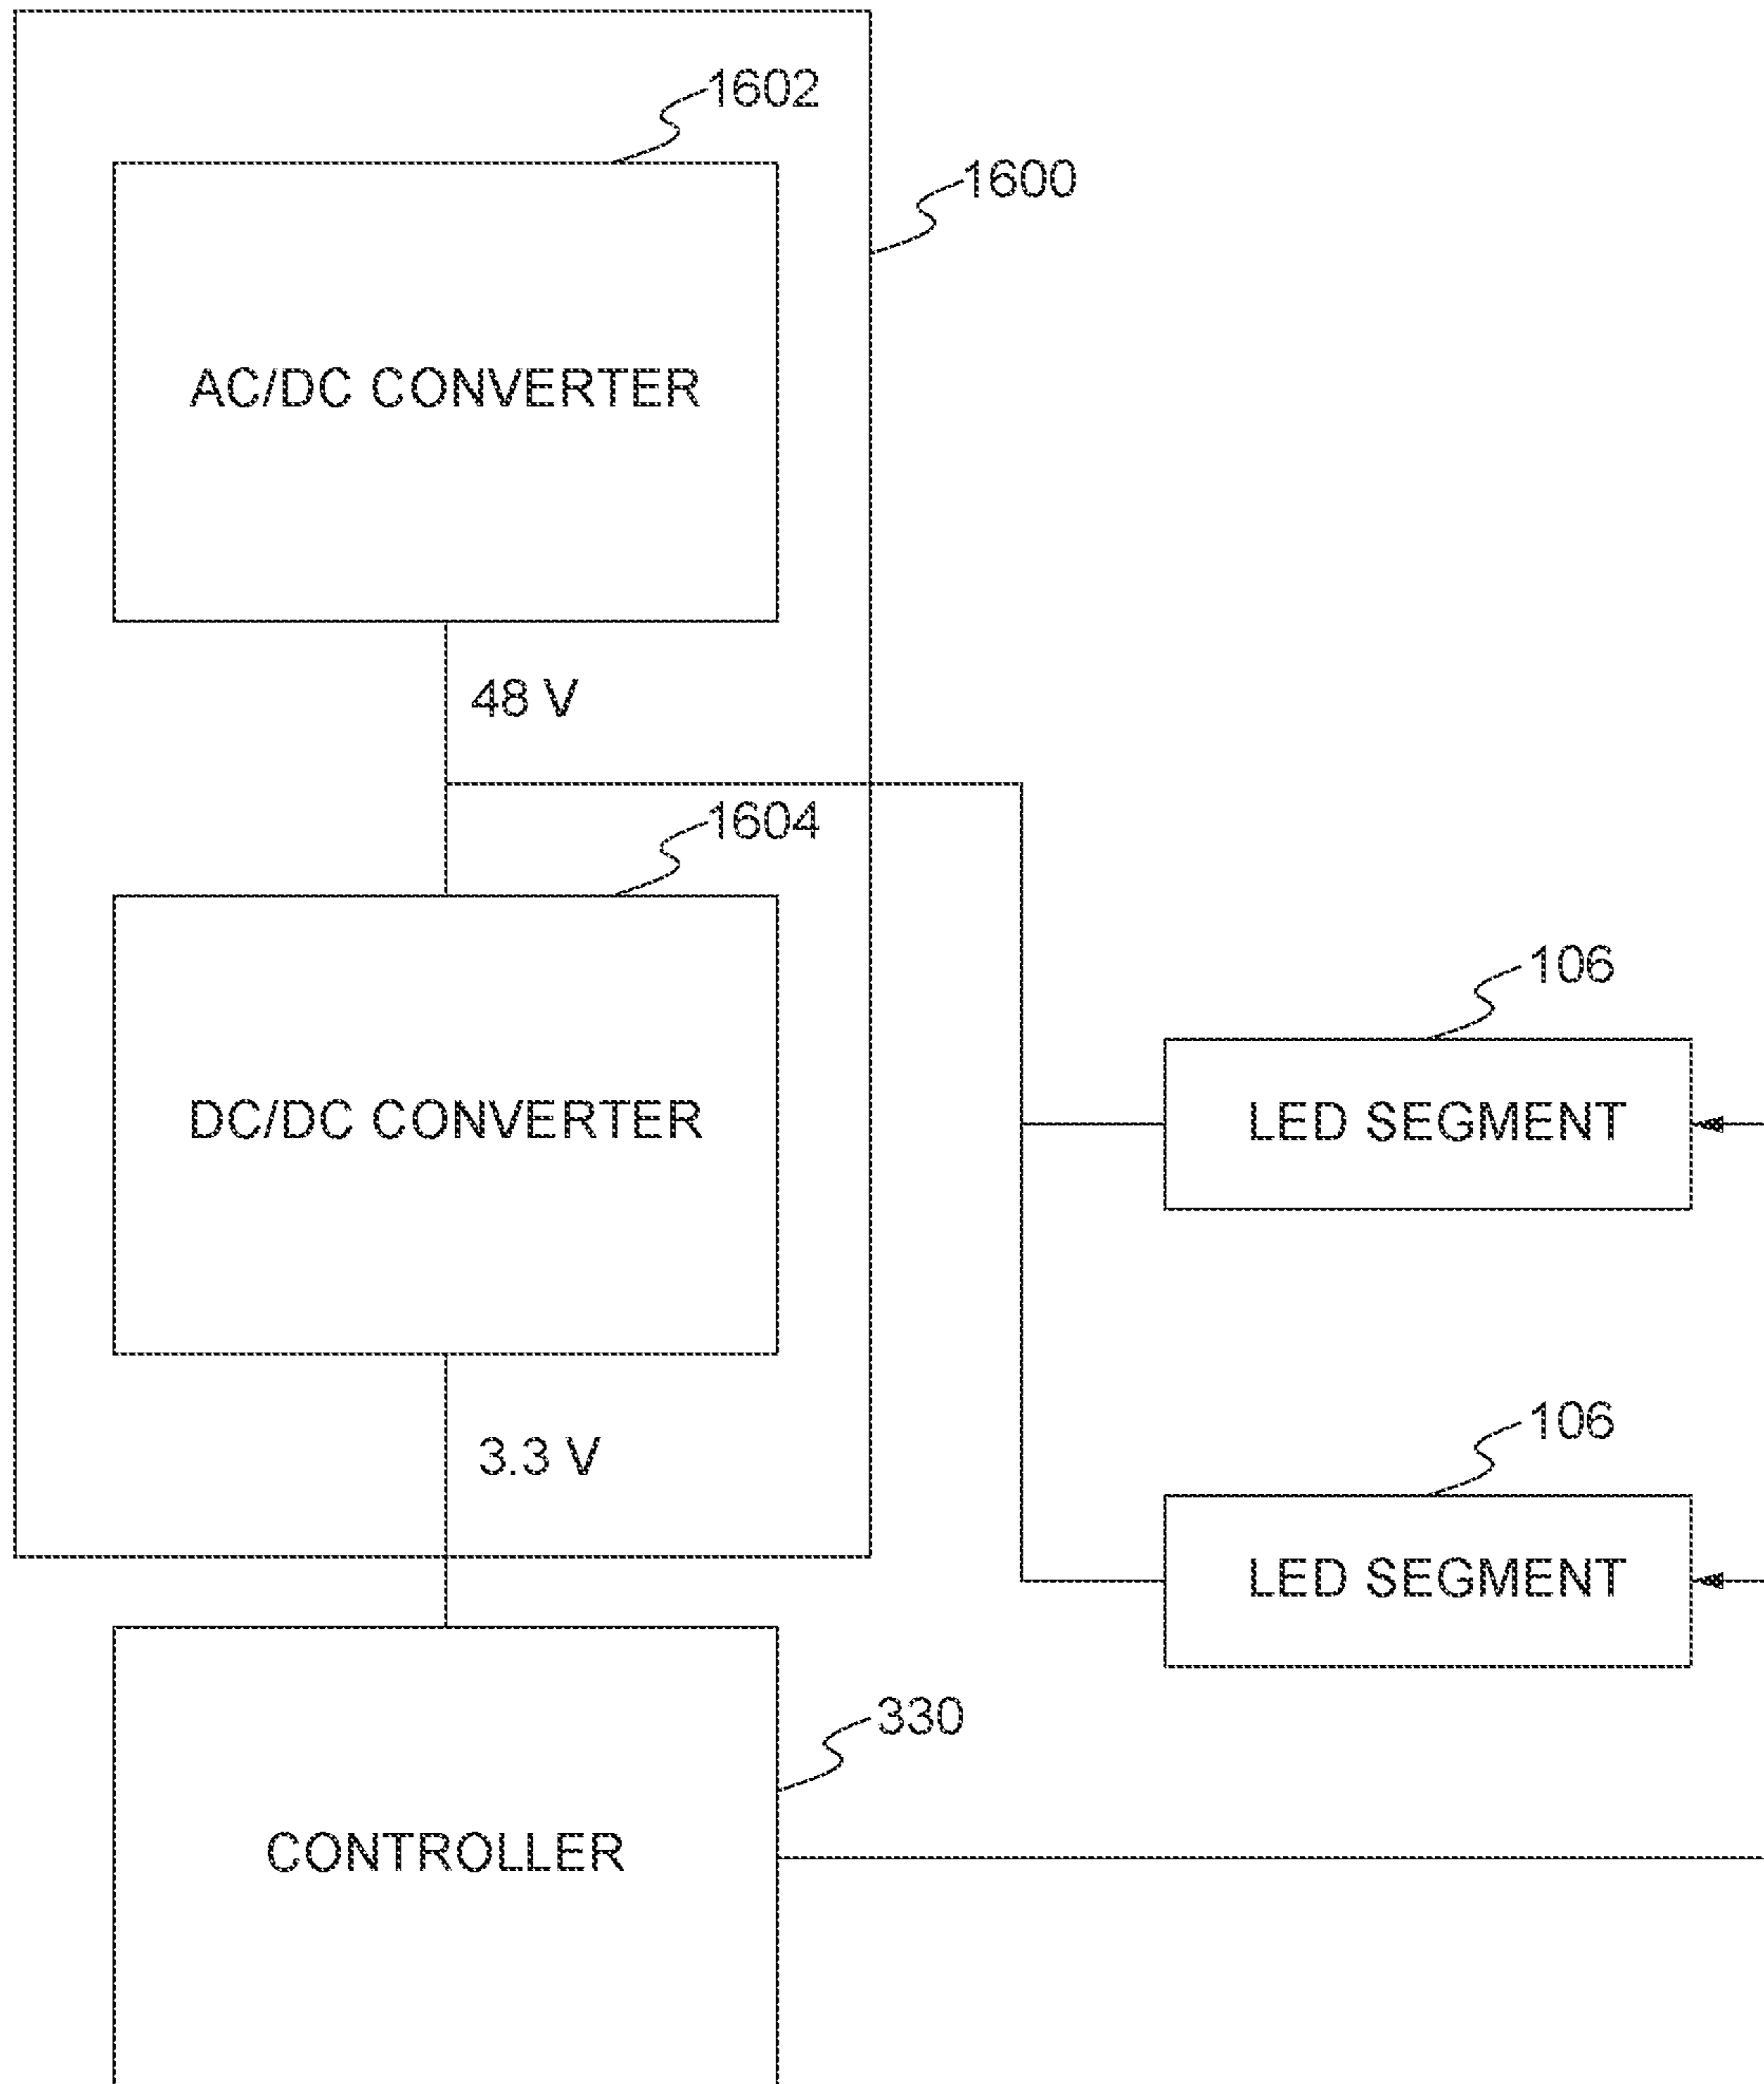 1602
1600
AC/DC CONVERTER
48 V
1604
106
DC/DC CONVERTER
LED SEGMENT
106
3.3 V
LED SEGMENT
330
CONTROLLER